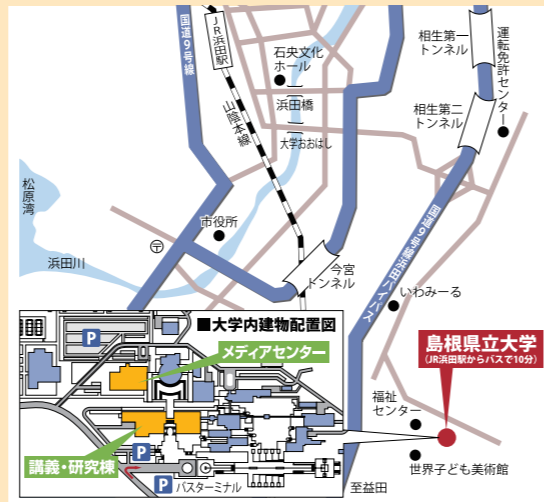 国道9号線
JR浜田駅
山陰本線
石央文化
ホール
浜田橋
大学おおはし
相生第一
トンネル
運転免許センター
相生第二
トンネル
松原湾
市役所
〒
浜田川
今宮
トンネル
国道9号線浜田バイパス
いわみーる
島根県立大学
(JR浜田駅からバスで10分)
福祉
センター
世界子ども美術館
至益田
■大学内建物配置図
P
メディアセンター
講義・研究棟
P
P
バスターミナル